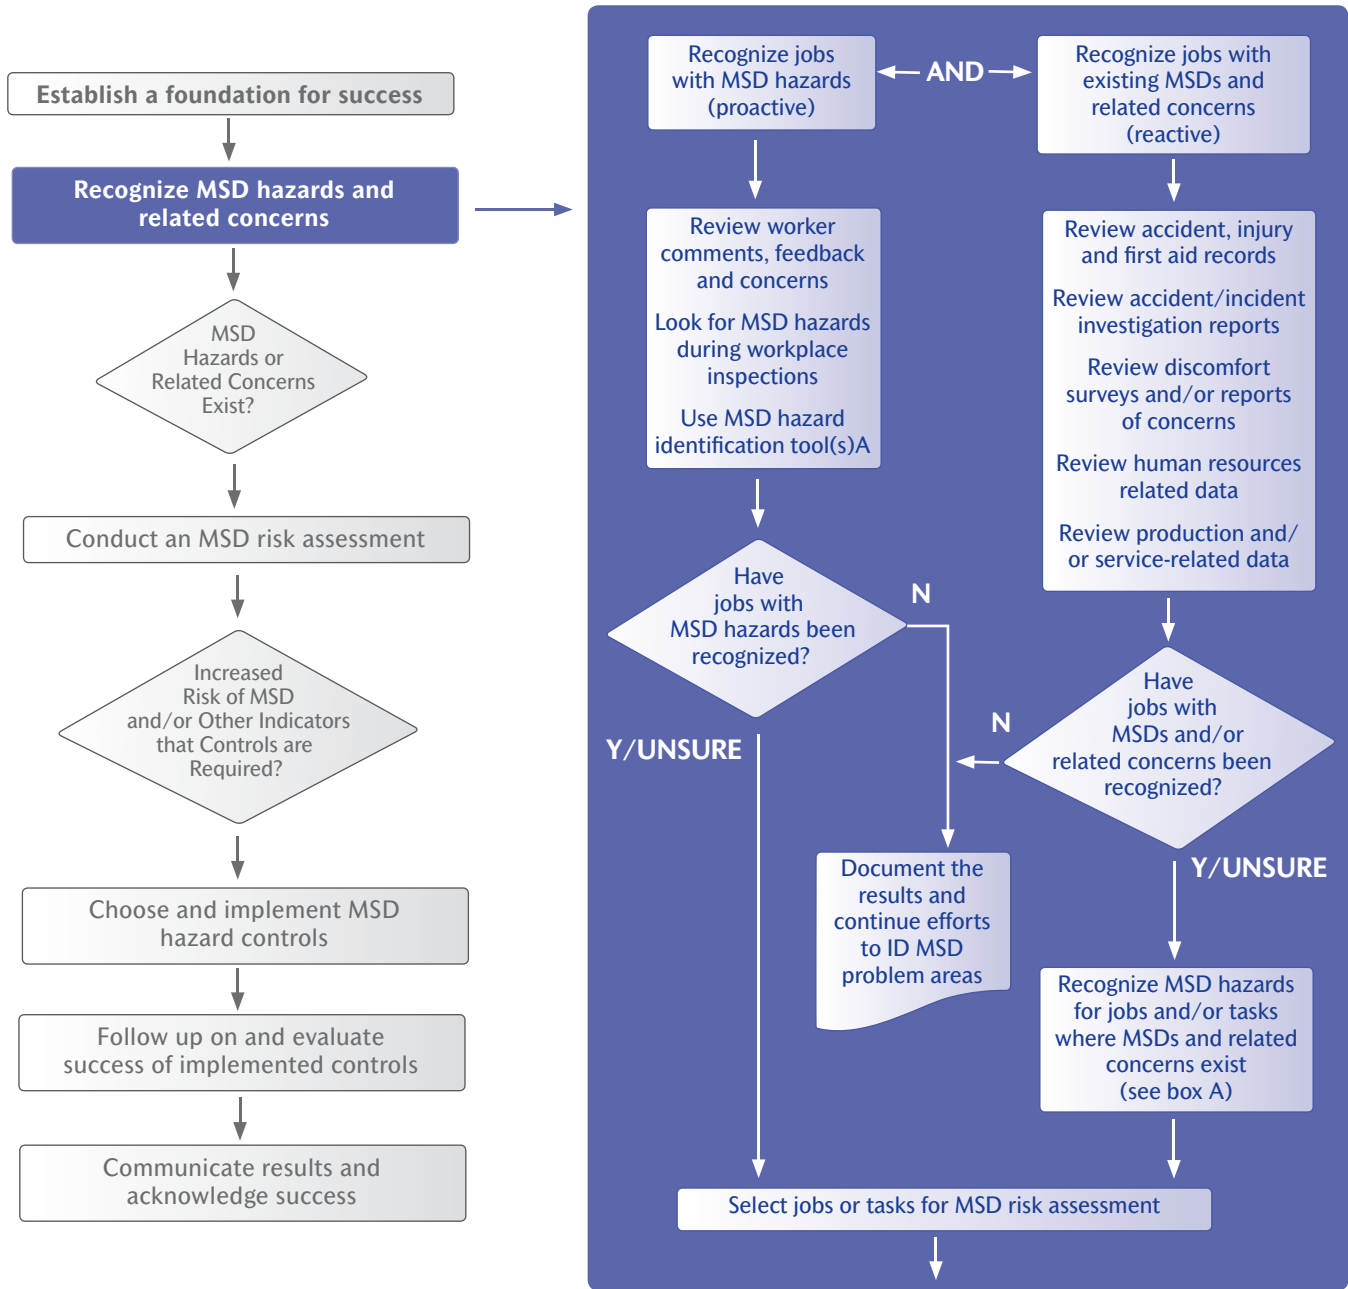 Establish a foundation for success
Recognize MSD hazards and
related concerns
MSD
Hazards or
Related Concerns
Exist?
Conduct an MSD risk assessment
Increased
Risk of MSD
and/or Other Indicators
that Controls are
Required?
Choose and implement MSD
hazard controls
Follow up on and evaluate
success of implemented controls
Communicate results and
acknowledge success
Recognize jobs
with MSD hazards
(proactive)
AND
Recognize jobs with
existing MSDs and
related concerns
(reactive)
Review worker
comments, feedback
and concerns
Look for MSD hazards
during workplace
inspections
Use MSD hazard
identification tool(s)A
Review accident, injury
and first aid records
Review accident/incident
investigation reports
Review discomfort
surveys and/or reports
of concerns
Review human resources
related data
Review production and/
or service-related data
Have
jobs with
MSD hazards been
recognized?
N
Y/UNSURE
Have
jobs with
MSDs and/or
related concerns been
recognized?
N
Y/UNSURE
Document the
results and
continue efforts
to ID MSD
problem areas
Recognize MSD hazards
for jobs and/or tasks
where MSDs and related
concerns exist
(see box A)
Select jobs or tasks for MSD risk assessment